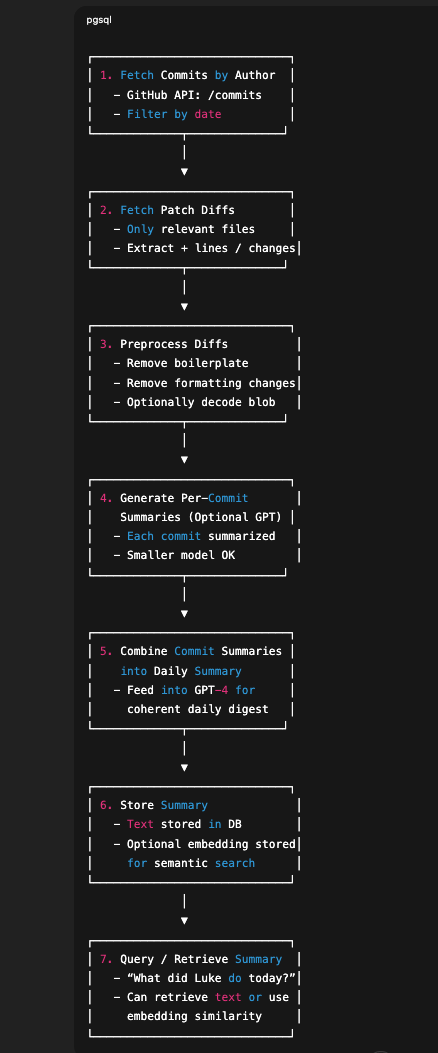 pgsql
1. Fetch Commits by Author
– GitHub API: /commits
– Filter by date
2. Fetch Patch Diffs
– Only relevant files
– Extract + lines / changes
3. Preprocess Diffs
– Remove boilerplate
– Remove formatting changes
– Optionally decode blob
4. Generate Per–Commit
Summaries (Optional GPT)
– Each commit summarized
– Smaller model OK
5. Combine Commit Summaries
into Daily Summary
– Feed into GPT–4 for
coherent daily digest
6. Store Summary
– Text stored in DB
– Optional embedding stored
for semantic search
7. Query / Retrieve Summary
– “What did Luke do today?”
– Can retrieve text or use
embedding similarity